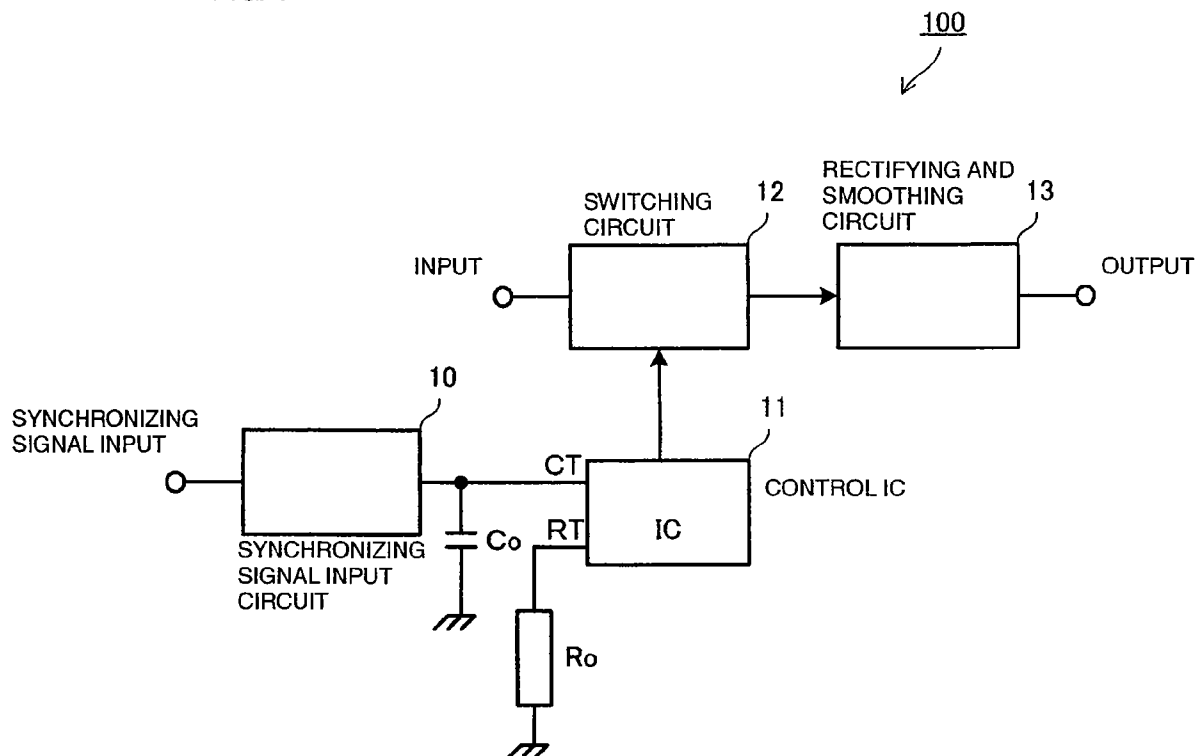 100
RECTIFYING AND
SMOOTHING
CIRCUIT
13
SWITCHING
CIRCUIT
12
INPUT
OUTPUT
10
11
SYNCHRONIZING
SIGNAL INPUT
CT
CONTROL IC
RT
IC
Co
SYNCHRONIZING
SIGNAL INPUT
CIRCUIT
Ro